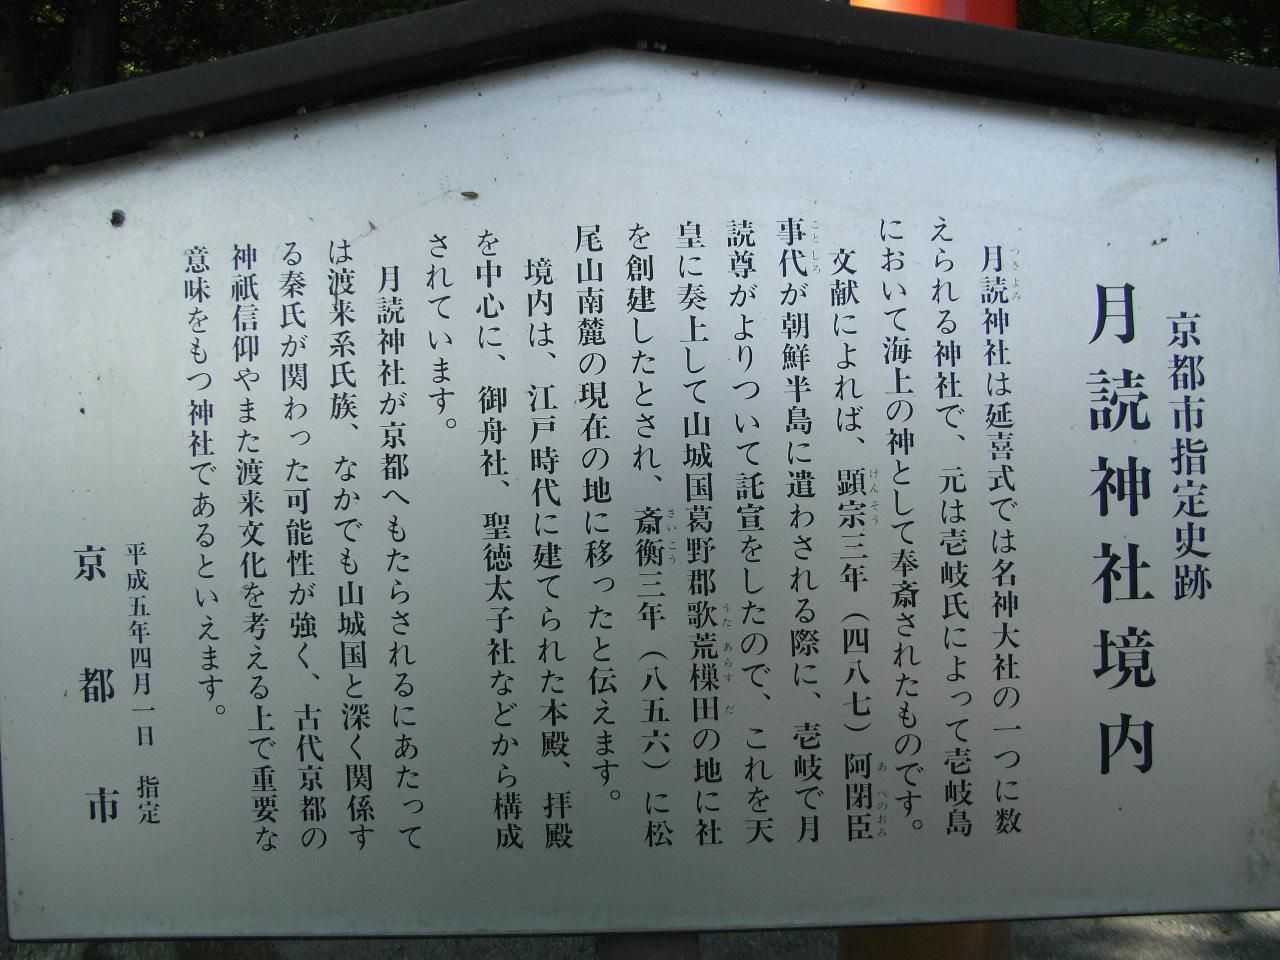 京都市指定史跡
月読神社境内
月読神社は延喜式では名神大社の一つに数
えられる神社で、元は壱岐氏によって壱岐島
において海上の神として奉斎されたものです。
文献によれば、顕宗三年（四八七）阿閉臣
事代が朝鮮半島に遣わされる際に、壱岐で月
読尊がよりついて託宣をしたので、これを天
皇に奏上して山城国葛野郡歌荒樔田の地に社
を創建したとされ、斎衡三年（八五六）に松
尾山南麓の現在の地に移ったと伝えます。
境内は、江戸時代に建てられた本殿、拝殿
を中心に、御舟社、聖徳太子社などから構成
されています。
月読神社が京都へもたらされるにあたって
は渡来系氏族、なかでも山城国と深く関係す
る秦氏が関わった可能性が強く、古代京都の
神祇信仰やまた渡来文化を考える上で重要な
意味をもつ神社であるといえます。
平成五年四月一日 指定
京都市